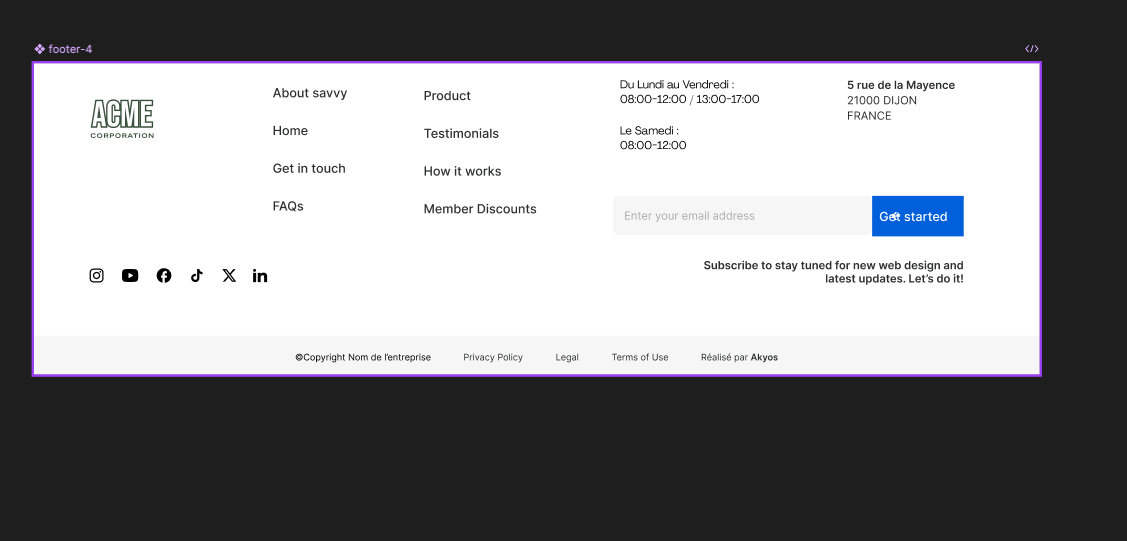 footer-4
</>
ACME
CORPORATION
About savvy
Home
Get in touch
FAQs
Product
Testimonials
How it works
Member Discounts
Du Lundi au Vendredi :
08:00-12:00 / 13:00-17:00
Le Samedi :
08:00-12:00
5 rue de la Mayence
21000 DIJON
FRANCE
Enter your email address
Get started
Subscribe to stay tuned for new web design and
latest updates. Let's do it!
©Copyright Nom de l'entreprise
Privacy Policy
Legal
Terms of Use
Réalisé par Akyos